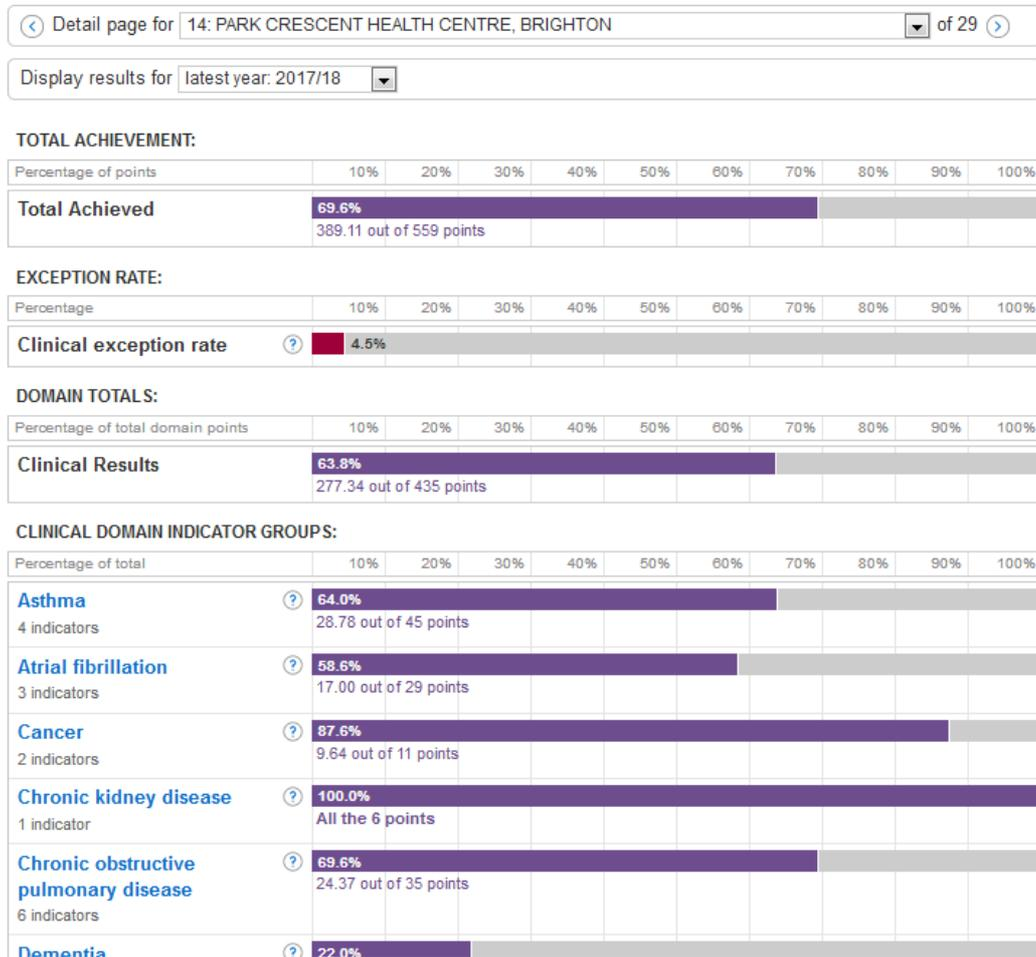 Detail page for 14: PARK CRESCENT HEALTH CENTRE, BRIGHTON of 29
Display results for latest year: 2017/18
TOTAL ACHIEVEMENT:
Percentage of points 10% 20% 30% 40% 50% 60% 70% 80% 90% 100%
Total Achieved 69.6%
389.11 out of 559 points
EXCEPTION RATE:
Percentage 10% 20% 30% 40% 50% 60% 70% 80% 90% 100%
Clinical exception rate ? 4.5%
DOMAIN TOTALS:
Percentage of total domain points 10% 20% 30% 40% 50% 60% 70% 80% 90% 100%
Clinical Results 63.8%
277.34 out of 435 points
CLINICAL DOMAIN INDICATOR GROUPS:
Percentage of total 10% 20% 30% 40% 50% 60% 70% 80% 90% 100%
Asthma ? 64.0%
4 indicators 28.78 out of 45 points
Atrial fibrillation ? 58.6%
3 indicators 17.00 out of 29 points
Cancer ? 87.6%
2 indicators 9.64 out of 11 points
Chronic kidney disease ? 100.0%
1 indicator All the 6 points
Chronic obstructive ? 69.6%
pulmonary disease 24.37 out of 35 points
6 indicators
Dementia ? 22.0%